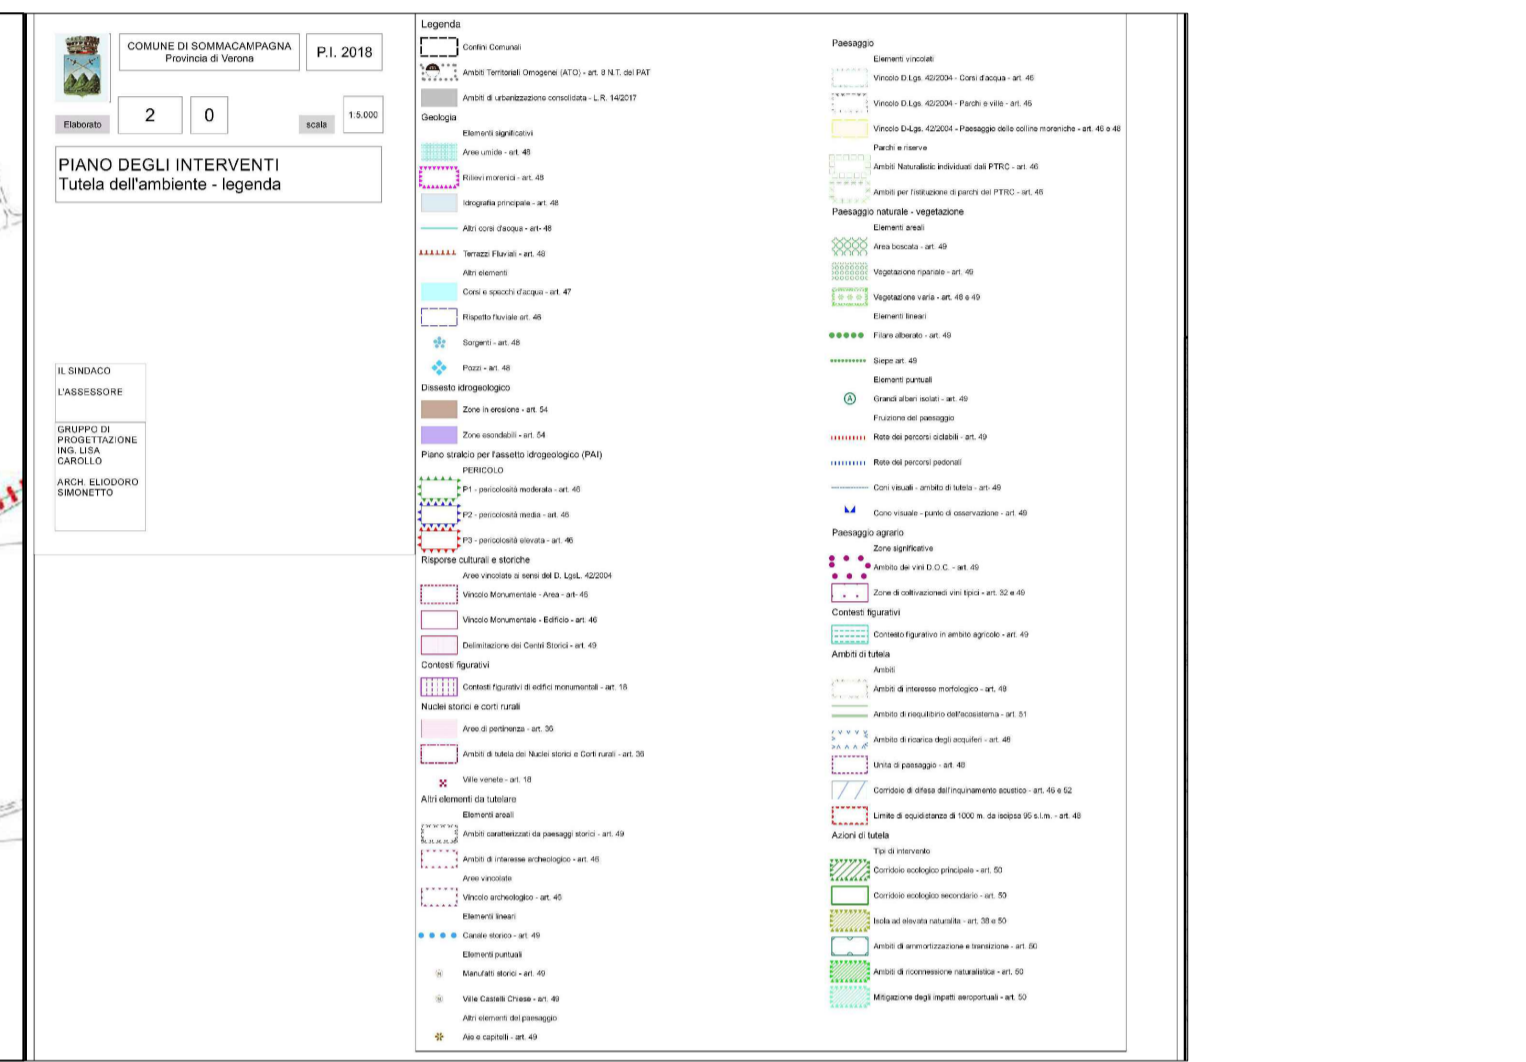 COMUNE DI SOMMACAMPAGNA
Provincia di Verona
P.I. 2018
Elaborato
2
0
scala
1:5.000
PIANO DEGLI INTERVENTI
Tutela dell'ambiente - legenda
IL SINDACO
L'ASSESSORE
GRUPPO DI
PROGETTAZIONE
ING. LISA
CAROLLO
ARCH. ELIODORO
SIMONETTO
Legenda
Confini Comunali
Ambiti Territoriali Omogenei (ATO) - art. 8 N.T. del PAT
Ambiti di urbanizzazione consolidata - L.R. 14/2017
Geologia
Elementi significativi
Aree umide - art. 48
Rilievi morenici - art. 48
Idrografia principale - art. 48
Altri corsi d'acqua - art- 48
Terrazzi Fluviali - art. 48
Altri elementi
Corsi e specchi d'acqua - art. 47
Rispetto fluviale art. 46
Sorgenti - art. 48
Pozzi - art. 48
Dissesto idrogeologico
Zone in erosione - art. 54
Zone esondabili - art. 54
Piano stralcio per l'assetto idrogeologico (PAI)
PERICOLO
P1 - pericolosità moderata - art. 46
P2 - pericolosità media - art. 46
P3 - pericolosità elevata - art. 46
Risporse culturali e storiche
Aree vincolate ai sensi del D. LgsL. 42/2004
Vincolo Monumentale - Area - art- 46
Vincolo Monumentale - Edificio - art. 46
Delimitazione dei Centri Storici - art. 49
Contesti figurativi
Contesti figurativi di edifici monumentali - art. 18
Nuclei storici e corti rurali
Aree di pertinenza - art. 36
Ambiti di tutela dei Nuclei storici e Corti rurali - art. 36
Ville venete - art. 18
Altri elementi da tutelare
Elementi areali
Ambiti caratterizzati da paesaggi storici - art. 49
Ambiti di interesse archeologico - art. 46
Aree vincolate
Vincolo archeologico - art. 46
Elementi lineari
Canale storico - art. 49
Elementi puntuali
Manufatti storici - art. 49
Ville Castelli Chiese - art. 49
Altri elementi del paesaggio
Aie e capitelli - art. 49
Paesaggio
Elementi vincolati
Vincolo D.Lgs. 42/2004 - Corsi d'acqua - art. 46
Vincolo D.Lgs. 42/2004 - Parchi e ville - art. 46
Vincolo D-Lgs. 42/2004 - Paesaggio delle colline moreniche - art. 46 e 48
Parchi e riserve
Ambiti Naturalistic individuati dali PTRC - art. 46
Ambiti per l'istituzione di parchi del PTRC - art. 46
Paesaggio naturale - vegetazione
Elementi areali
Area boscata - art. 49
Vegetazione ripariale - art. 49
Vegetazione varia - art. 48 e 49
Elementi lineari
Filare alberato - art. 49
Siepe art. 49
Elementi puntuali
A
Grandi alberi isolati - art. 49
Fruizione del paesaggio
Rete dei percorsi ciclabili - art. 49
Rete dei percorsi pedonali
Coni visuali - ambito di tutela - art- 49
Cono visuale - punto di osservazione - art. 49
Paesaggio agrario
Zone significative
Ambito dei vini D.O.C. - art. 49
Zone di coltivazionedi vini tipici - art. 32 e 49
Contesti figurativi
Contesto figurativo in ambito agricolo - art. 49
Ambiti di tutela
Ambiti
Ambiti di interesse morfologico - art. 49
Ambito di riequilibrio dell'ecosistema - art. 51
Ambito di ricarica degli acquiferi - art. 48
Unita di paesaggio - art. 48
Corridoio di difesa dall'inquinamento acustico - art. 46 e 52
Limite di equidistanza di 1000 m. da isoipsa 95 s.l.m. - art. 48
Azioni di tutela
Tipi di intervento
Corridoio ecologico principale - art. 50
Corridoio ecologico secondario - art. 50
Isola ad elevata naturalita - art. 38 e 50
Ambiti di ammortizzazione e transizione - art. 50
Ambiti di riconnessione naturalistica - art. 50
Mitigazione degli impatti aeroportuali - art. 50